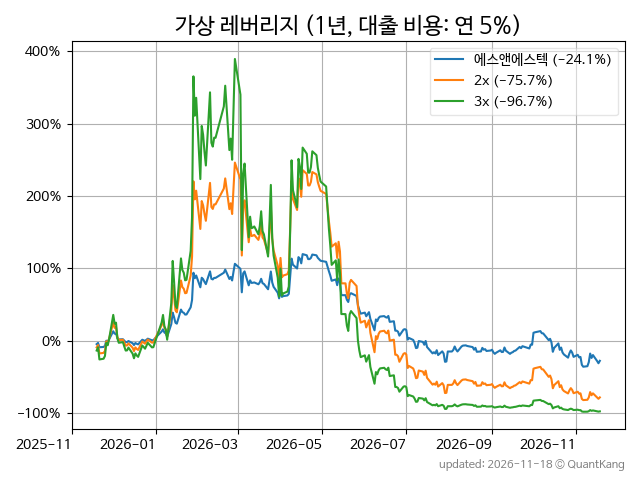 가상 레버리지 (1년, 대출 비용: 연 5%)
400%
300%
200%
100%
0%
−100%
에스앤에스텍 (−24.1%)
2x (−75.7%)
3x (−96.7%)
2025-11
2026-01
2026-03
2026-05
2026-07
2026-09
2026-11
updated: 2026-11-18 © QuantKang